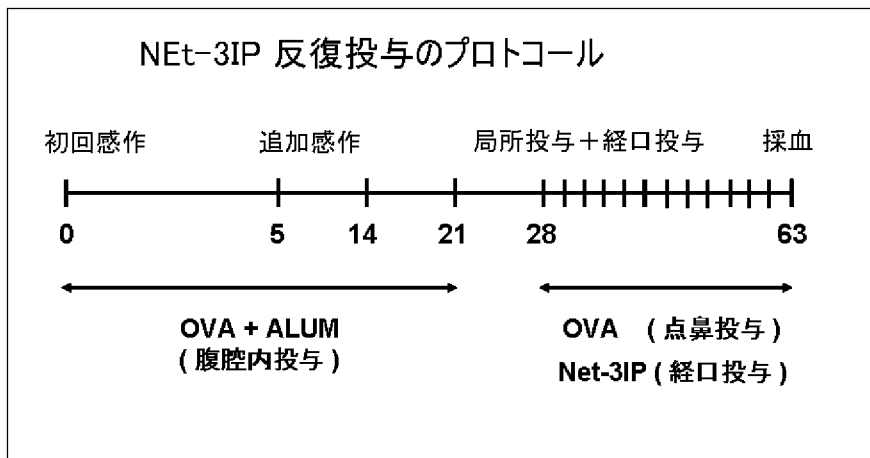 NEt-3IP 反復投与のプロトコール
初回感作 追加感作 局所投与＋経口投与 採血
0 5 14 21 28 63
OVA + ALUM
( 腹腔内投与 )
OVA ( 点鼻投与 )
Net-3IP ( 経口投与 )